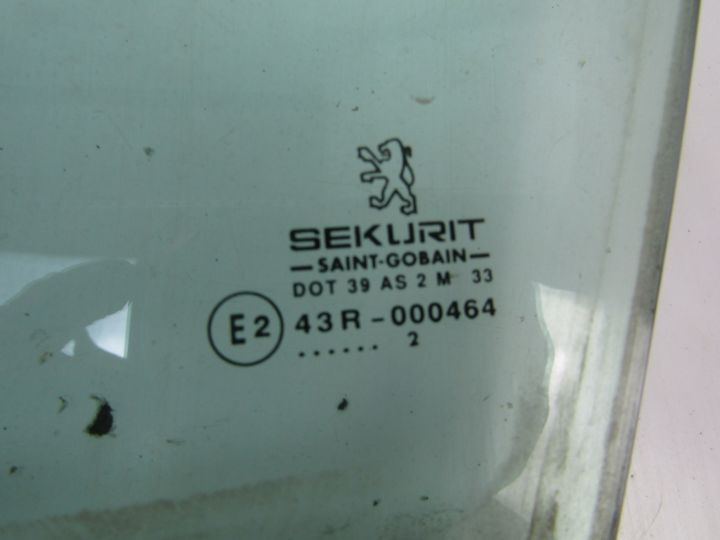 SEKURIT
—SAINT-GOBAIN—
DOT 39 AS 2 M 33
E2 43R-000464
...... 2